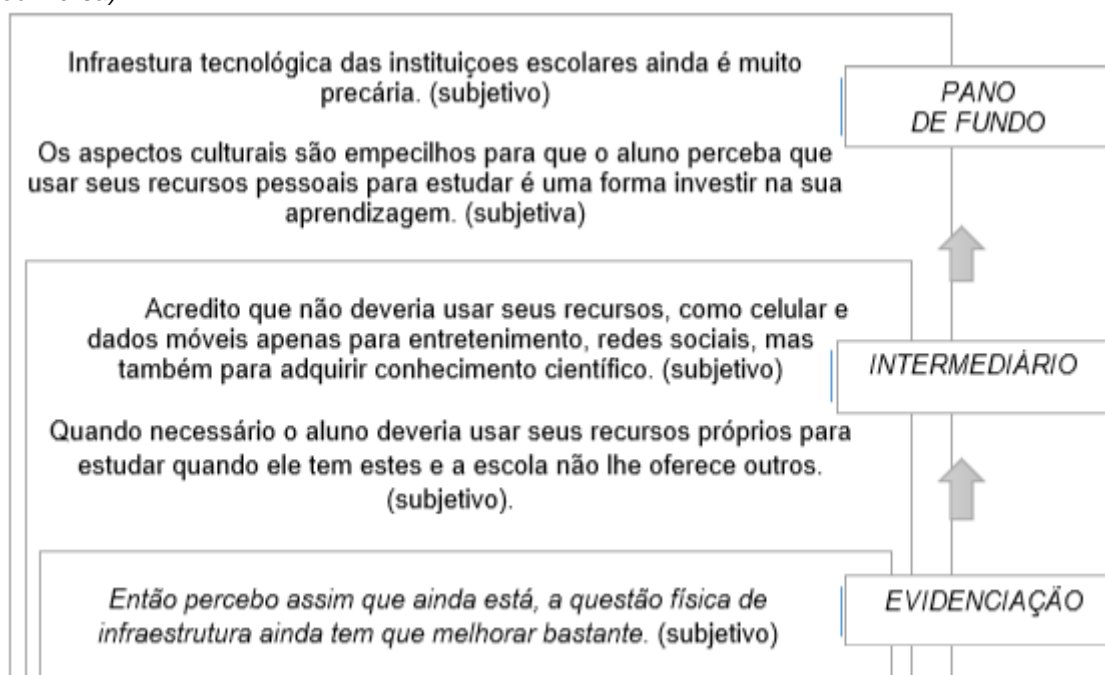 Infraestura tecnológica das instituiçoes escolares ainda é muito
precária. (subjetivo)
PANO
DE FUNDO
Os aspectos culturais são empecilhos para que o aluno perceba que
usar seus recursos pessoais para estudar é uma forma investir na sua
aprendizagem. (subjetiva)
Acredito que não deveria usar seus recursos, como celular e
dados móveis apenas para entretenimento, redes sociais, mas
também para adquirir conhecimento científico. (subjetivo)
INTERMEDIÁRIO
Quando necessário o aluno deveria usar seus recursos próprios para
estudar quando ele tem estes e a escola não lhe oferece outros.
(subjetivo).
Então percebo assim que ainda está, a questão física de
infraestrutura ainda tem que melhorar bastante. (subjetivo)
EVIDENCIAÇÃO